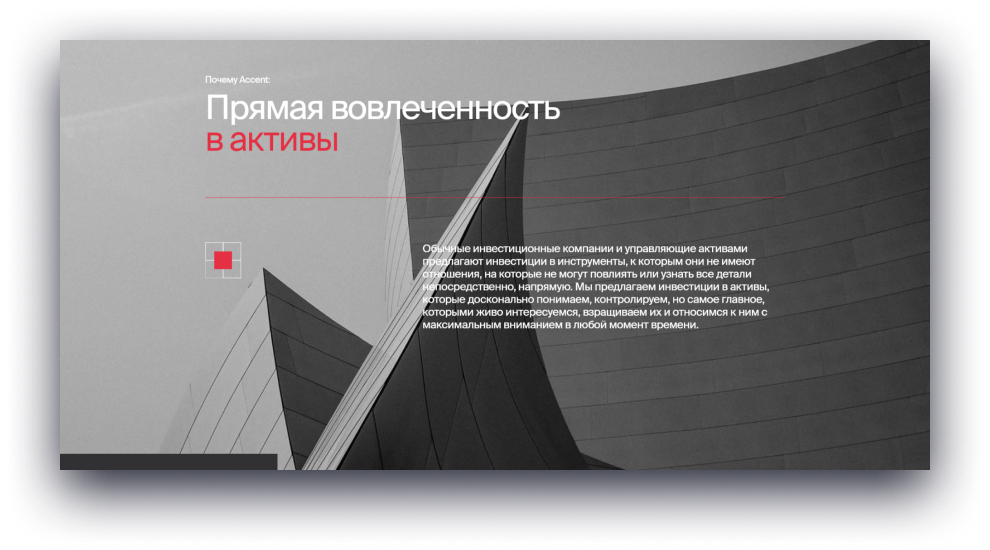 Почему Accent:
Прямая вовлеченность
в активы
Обычные инвестиционные компании и управляющие активами
предлагают инвестиции в инструменты, к которым они не имеют
отношения, на которые не могут повлиять или узнать все детали
непосредственно, напрямую. Мы предлагаем инвестиции в активы,
которые досконально понимаем, контролируем, но самое главное,
которыми живо интересуемся, взращиваем их и относимся к ним с
максимальным вниманием в любой момент времени.